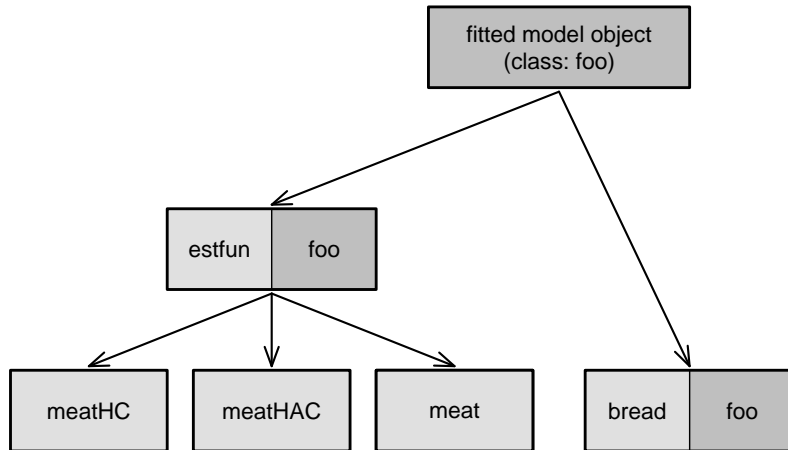 fitted model object
(class: foo)
estfun foo
meatHC meatHAC meat bread foo